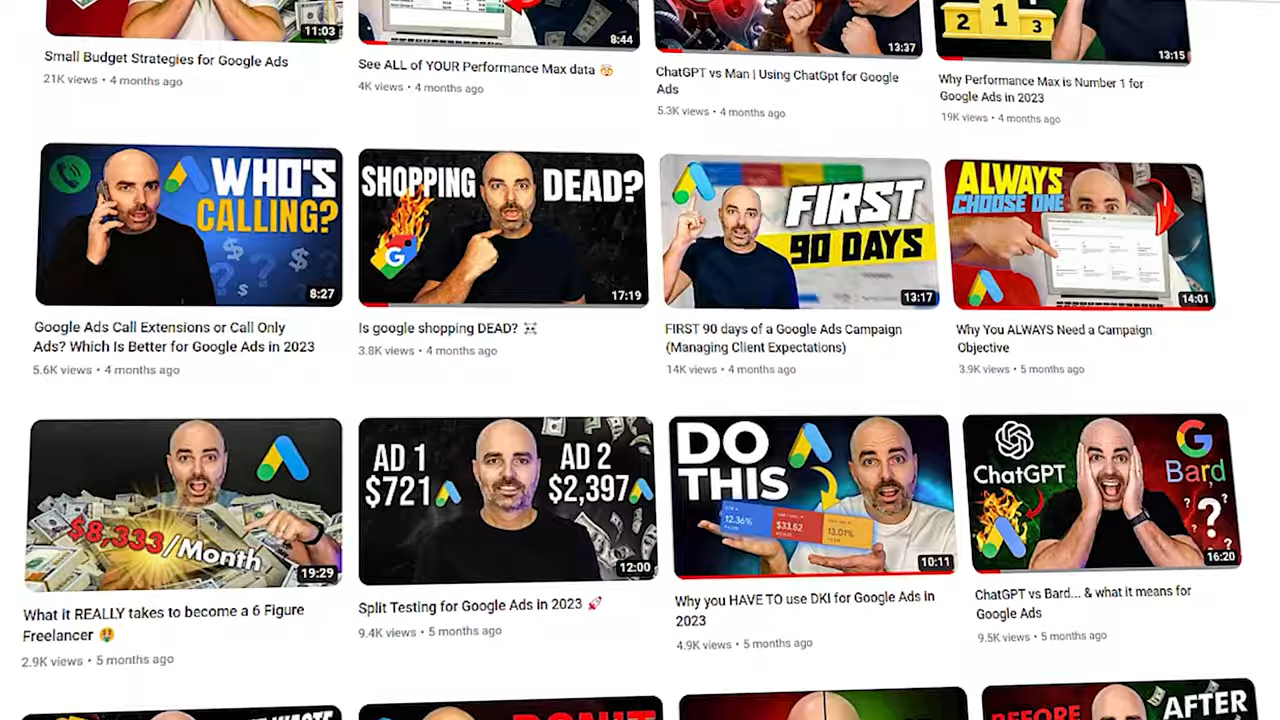 2 1 3
11:03
8:44
13:37
13:15
Small Budget Strategies for Google Ads
21K views • 4 months ago
See ALL of YOUR Performance Max data 🤯
4K views • 4 months ago
ChatGPT vs Man | Using ChatGpt for Google
Ads
5.3K views • 4 months ago
Why Performance Max is Number 1 for
Google Ads in 2023
19K views • 4 months ago
WHO'S
CALLING?
8:27
SHOPPING DEAD?
G
17:19
FIRST
90 DAYS
13:17
ALWAYS
CHOOSE ONE
14:01
Google Ads Call Extensions or Call Only
Ads? Which Is Better for Google Ads in 2023
5.6K views • 4 months ago
Is google shopping DEAD? ☠️
3.8K views • 4 months ago
FIRST 90 days of a Google Ads Campaign
(Managing Client Expectations)
14K views • 4 months ago
Why You ALWAYS Need a Campaign
Objective
3.9K views • 5 months ago
$8,333/Month
19:29
AD 1
$721
AD 2
$2,397
12:00
DO
THIS
12.36%
$33.62
13.01%
10:11
ChatGPT
G
Bard
?
16:20
What it REALLY takes to become a 6 Figure
Freelancer 🤑
2.9K views • 5 months ago
Split Testing for Google Ads in 2023 🚀
9.4K views • 5 months ago
Why you HAVE TO use DKI for Google Ads in
2023
4.9K views • 5 months ago
ChatGPT vs Bard... & what it means for
Google Ads
9.5K views • 5 months ago
BEFORE
AFTER